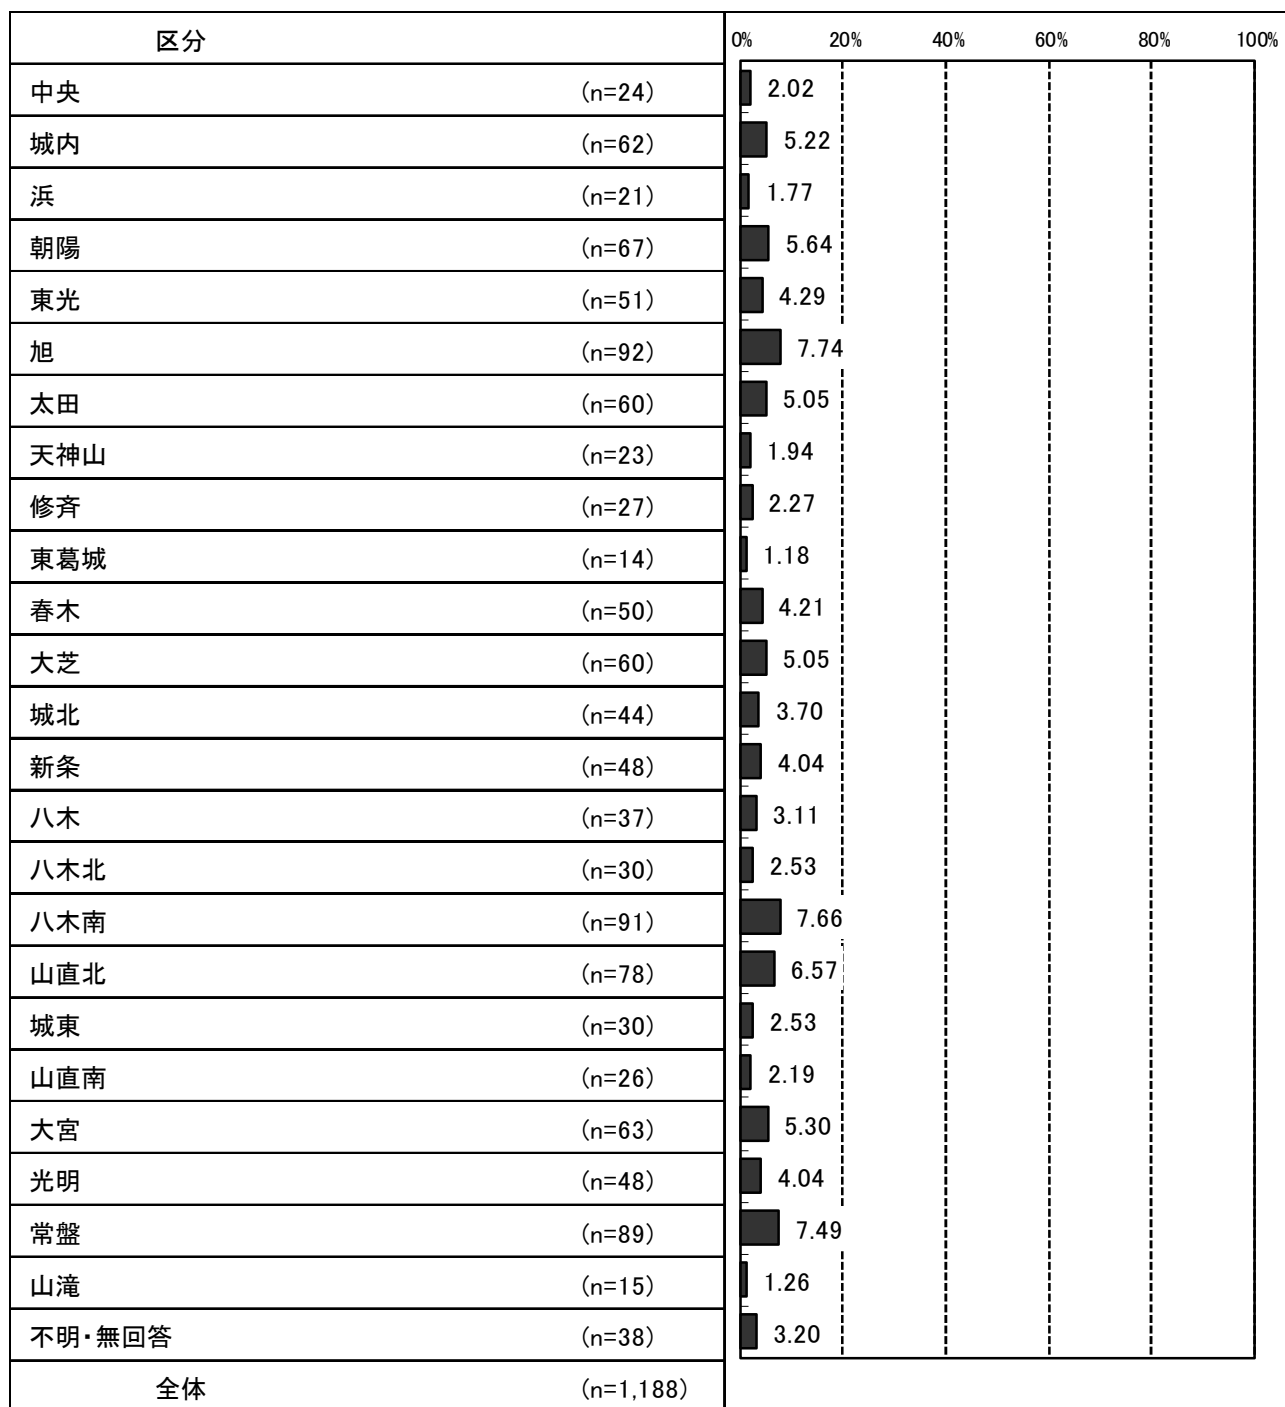 区分 0% 20% 40% 60% 80% 100%
中央 (n=24) 2.02
城内 (n=62) 5.22
浜 (n=21) 1.77
朝陽 (n=67) 5.64
東光 (n=51) 4.29
旭 (n=92) 7.74
太田 (n=60) 5.05
天神山 (n=23) 1.94
修斉 (n=27) 2.27
東葛城 (n=14) 1.18
春木 (n=50) 4.21
大芝 (n=60) 5.05
城北 (n=44) 3.70
新条 (n=48) 4.04
八木 (n=37) 3.11
八木北 (n=30) 2.53
八木南 (n=91) 7.66
山直北 (n=78) 6.57
城東 (n=30) 2.53
山直南 (n=26) 2.19
大宮 (n=63) 5.30
光明 (n=48) 4.04
常盤 (n=89) 7.49
山滝 (n=15) 1.26
不明・無回答 (n=38) 3.20
全体 (n=1,188)